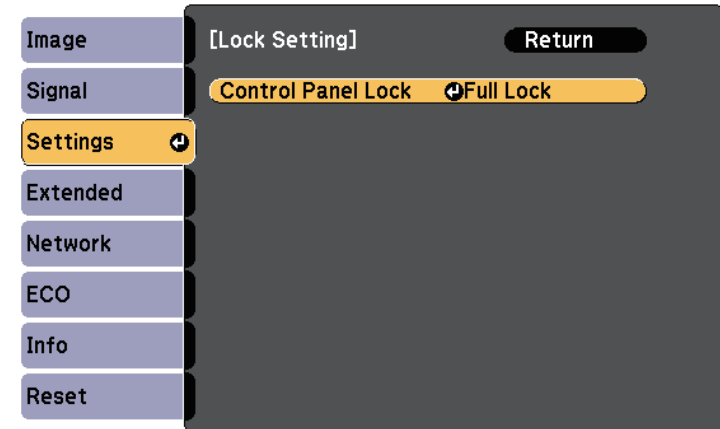 Image
Signal
Settings
Extended
Network
ECO
Info
Reset
[Lock Setting] Return
Control Panel Lock Full Lock